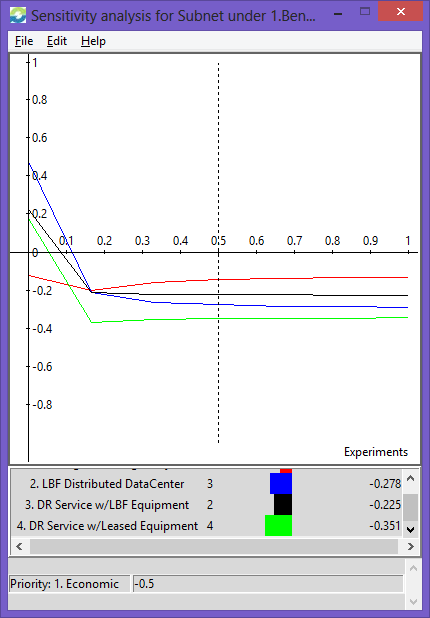 Sensitivity analysis for Subnet under 1.Ben...
File Edit Help
1
0.8
0.6
0.4
0.2
0.1 0.2 0.3 0.4 0.5 0.6 0.7 0.8 0.9 1
0
-0.2
-0.4
-0.6
-0.8
Experiments
2. LBF Distributed DataCenter 3 -0.278
3. DR Service w/LBF Equipment 2 -0.225
4. DR Service w/Leased Equipment 4 -0.351
Priority: 1. Economic -0.5